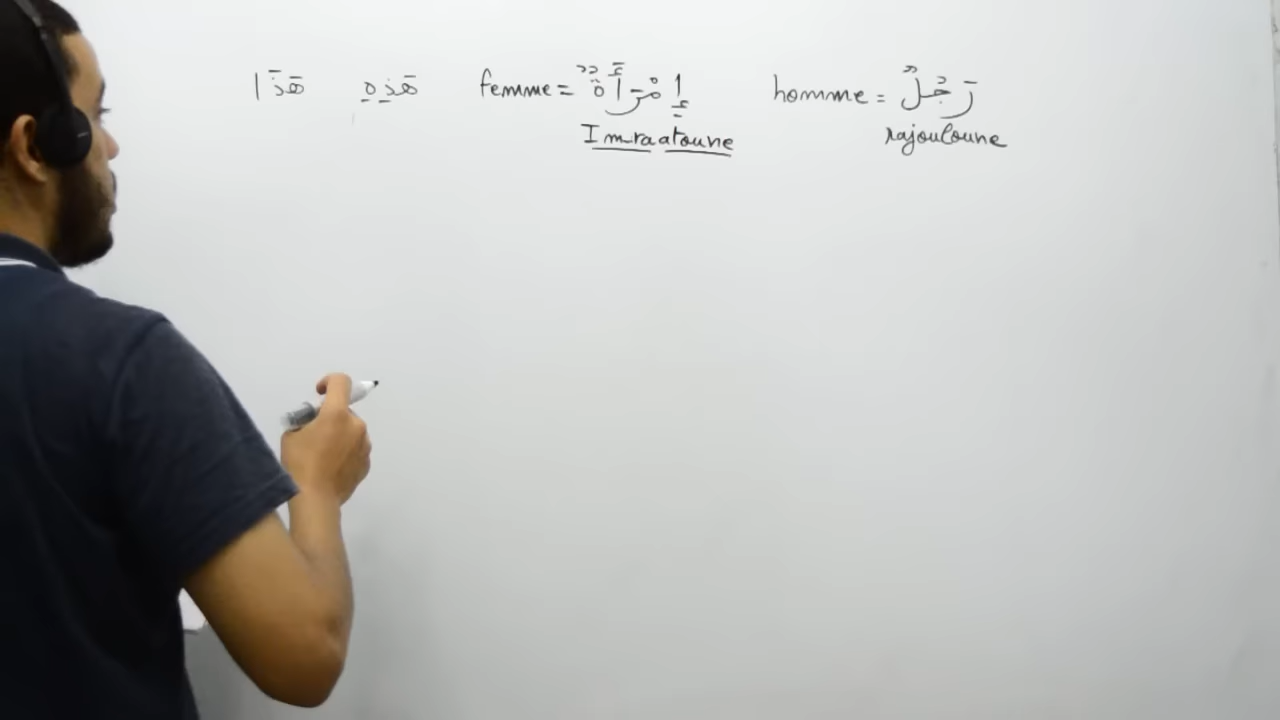 هَذَا هَذِهِ femme = اِمْرَأَةٌ homme = رَجُلٌ
Imraatoune rajouloune